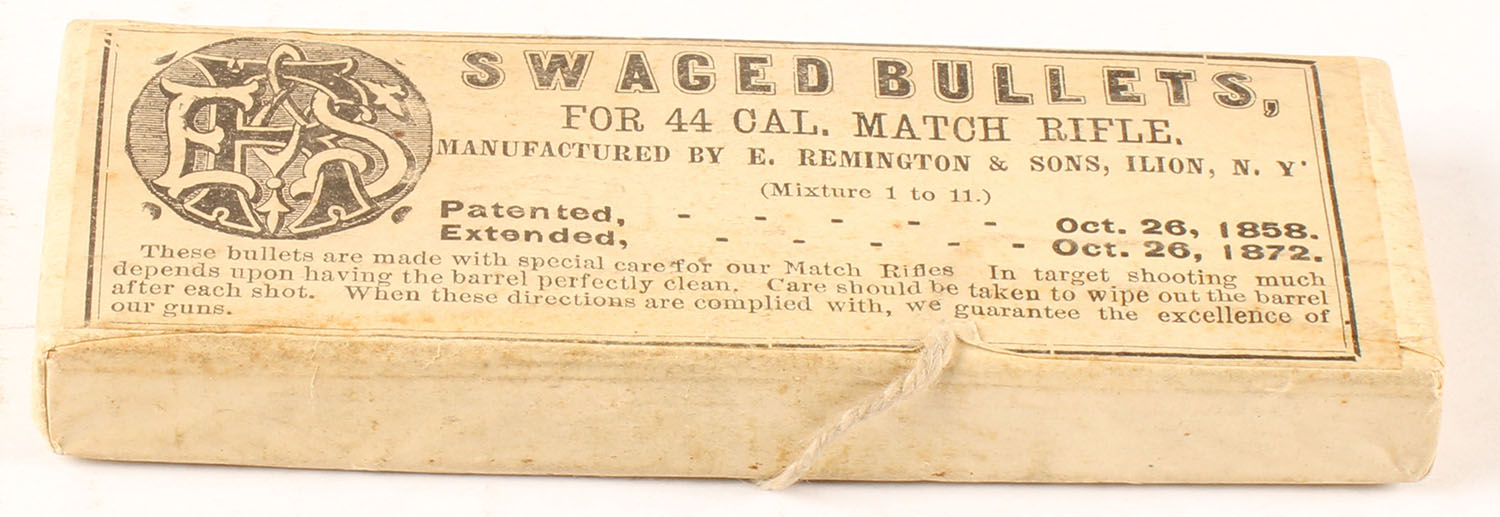 SWAGED BULLETS,
FOR 44 CAL. MATCH RIFLE.
MANUFACTURED BY E. REMINGTON & SONS, ILION, N. Y.
(Mixture 1 to 11.)
Patented, - - - - - Oct. 26, 1858.
Extended, - - - - - Oct. 26, 1872.
These bullets are made with special care for our Match Rifles In target shooting much
depends upon having the barrel perfectly clean. Care should be taken to wipe out the barrel
after each shot. When these directions are complied with, we guarantee the excellence of
our guns.